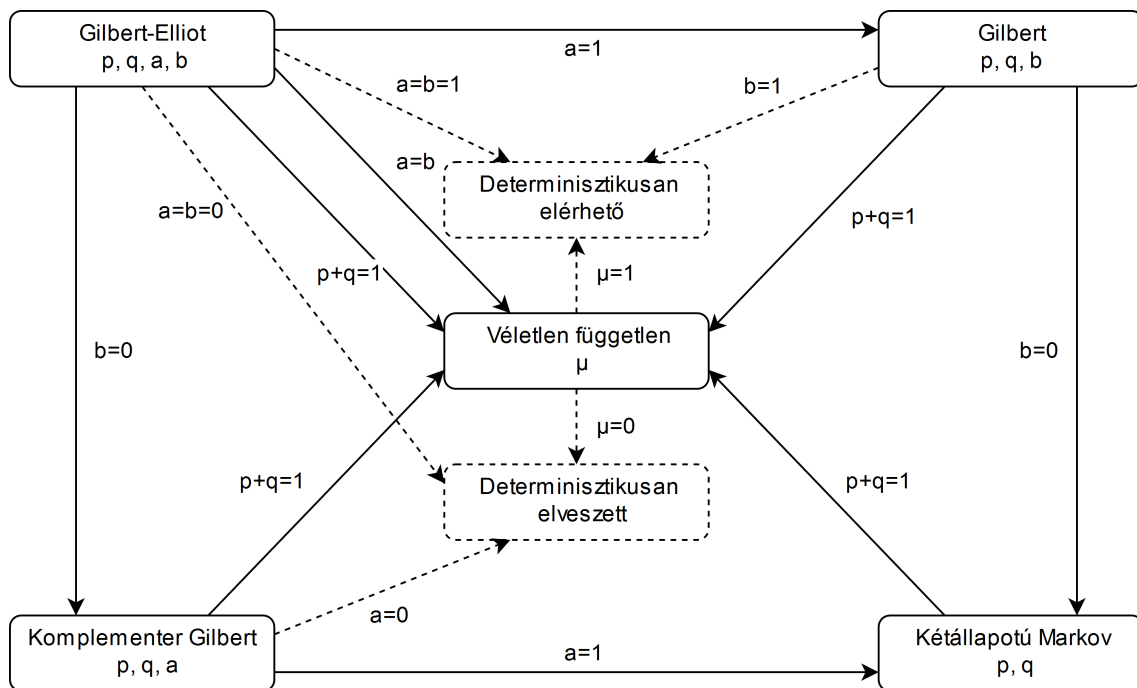 Gilbert-Elliot
p, q, a, b
a=1
Gilbert
p, q, b
a=b=1
b=1
a=b
Determinisztikusan
elérhető
a=b=0
p+q=1
p+q=1
μ=1
Véletlen független
μ
b=0
b=0
μ=0
p+q=1
p+q=1
Determinisztikusan
elveszett
a=0
Komplementer Gilbert
p, q, a
a=1
Kétállapotú Markov
p, q